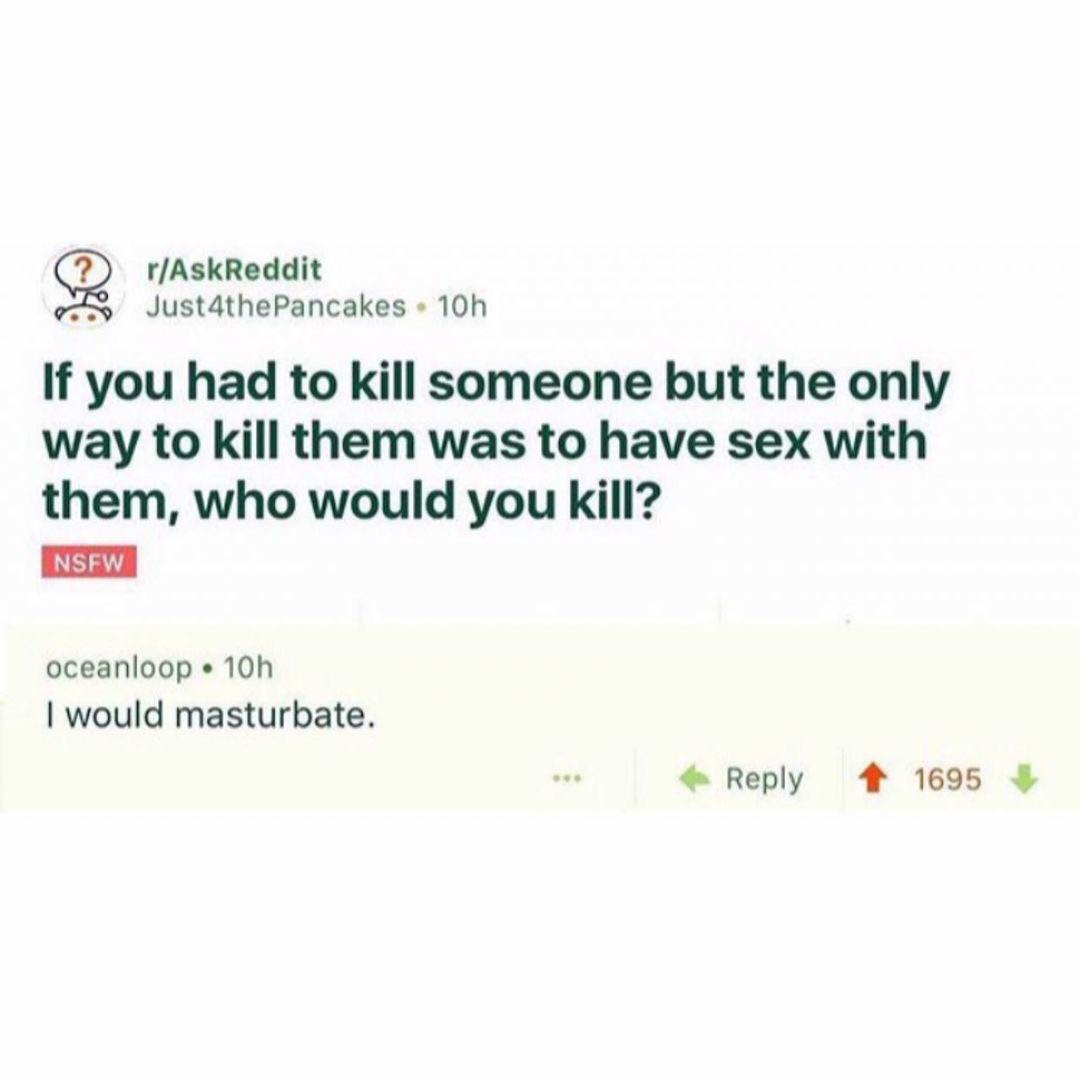 ?
r/AskReddit
Just4thePancakes • 10h
If you had to kill someone but the only
way to kill them was to have sex with
them, who would you kill?
NSFW
oceanloop • 10h
I would masturbate.
... Reply 1695